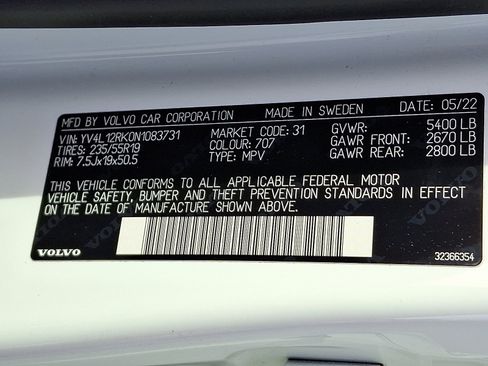 MFD BY VOLVO CAR CORPORATION MADE IN SWEDEN DATE: 05/22
VIN: YV4L12RK0N1083731 MARKET CODE: 31 GVWR: 5400 LB
TIRES: 235/55R19 COLOUR: 707 GAWR FRONT: 2670 LB
RIM: 7.5Jx19x50.5 TYPE: MPV GAWR REAR: 2800 LB
THIS VEHICLE CONFORMS TO ALL APPLICABLE FEDERAL MOTOR
VEHICLE SAFETY, BUMPER AND THEFT PREVENTION STANDARDS IN EFFECT
ON THE DATE OF MANUFACTURE SHOWN ABOVE.
VOLVO 32366354